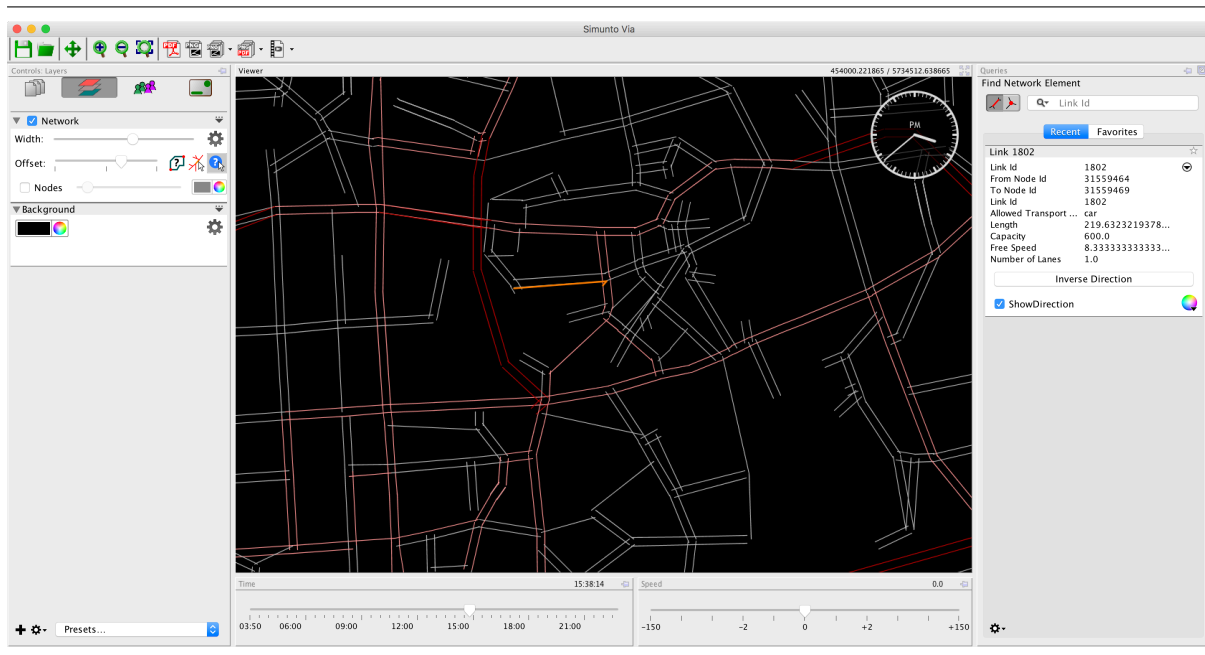 Simunto Via
Controls: Layers
Network
Width:
Offset:
Nodes
Background
Presets...
Viewer
454000.221865 / 5734512.638665
PM
Time
15:38:14
03:50 06:00 09:00 12:00 15:00 18:00 21:00
Speed
0.0
-150 -2 0 +2 +150
Queries
Find Network Element
Link Id
Recent Favorites
Link 1802
Link Id 1802
From Node Id 31559464
To Node Id 31559469
Link Id 1802
Allowed Transport ... car
Length 219.6323219378...
Capacity 600.0
Free Speed 8.333333333333...
Number of Lanes 1.0
Inverse Direction
ShowDirection